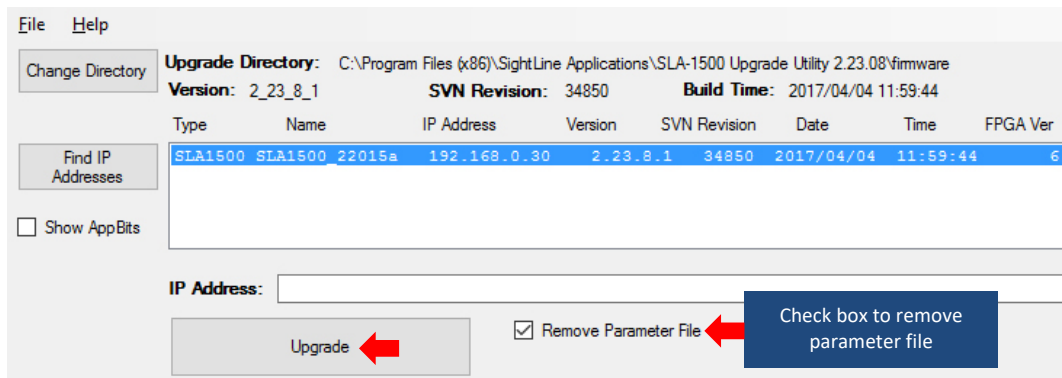 File Help
Change Directory
Upgrade Directory: C:\Program Files (x86)\SightLine Applications\SLA-1500 Upgrade Utility 2.23.08\firmware
Version: 2_23_8_1 SVN Revision: 34850 Build Time: 2017/04/04 11:59:44
Type Name IP Address Version SVN Revision Date Time FPGA Ver
Find IP
Addresses
SLA1500 SLA1500_22015a 192.168.0.30 2.23.8.1 34850 2017/04/04 11:59:44 6
Show AppBits
IP Address:
Upgrade
Remove Parameter File
Check box to remove
parameter file